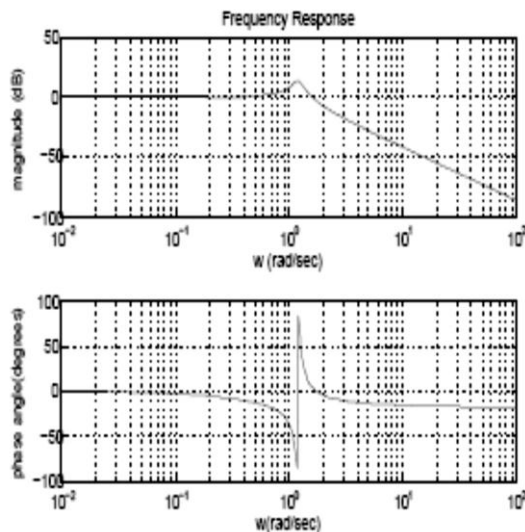 Frequency Response
magnitude (dB)
50
0
−50
−100
10⁻² 10⁻¹ 10⁰ 10¹ 10²
w (rad/sec)
phase angle(degrees)
100
50
0
−50
−100
10⁻² 10⁻¹ 10⁰ 10¹ 10²
w(rad/sec)